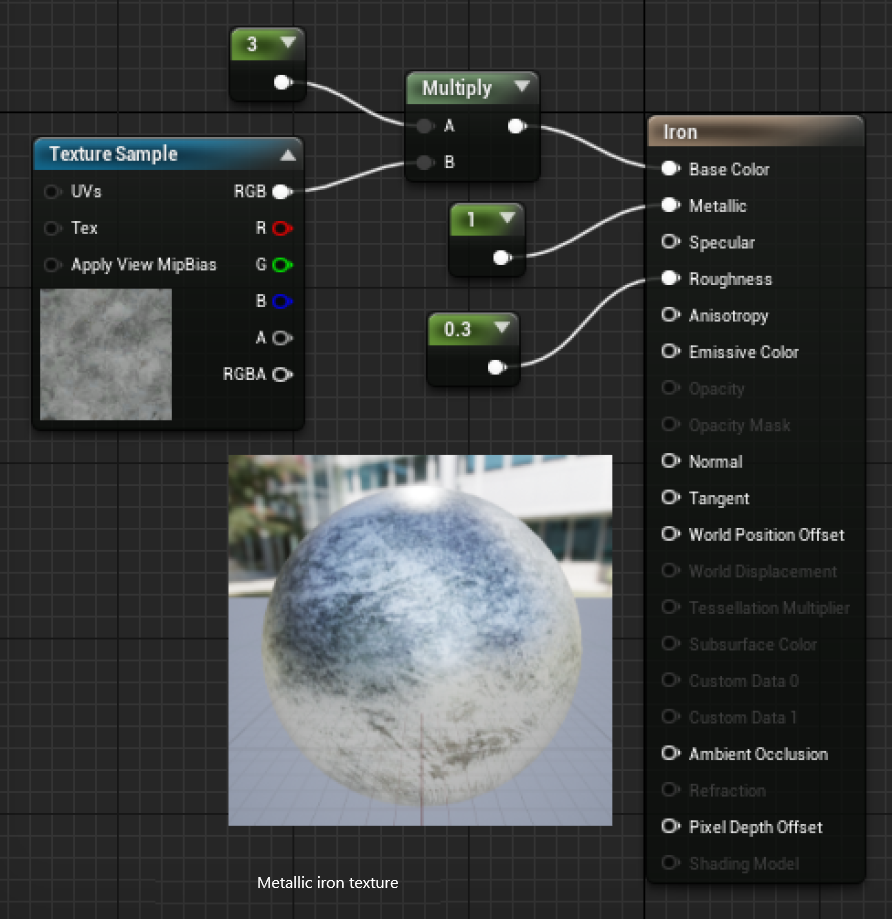 3
Multiply
A
B
Texture Sample
UVs
RGB
Tex
R
Apply View MipBias
G
B
A
RGBA
1
0.3
Iron
Base Color
Metallic
Specular
Roughness
Anisotropy
Emissive Color
Opacity
Opacity Mask
Normal
Tangent
World Position Offset
World Displacement
Tessellation Multiplier
Subsurface Color
Custom Data 0
Custom Data 1
Ambient Occlusion
Refraction
Pixel Depth Offset
Shading Model
Metallic iron texture